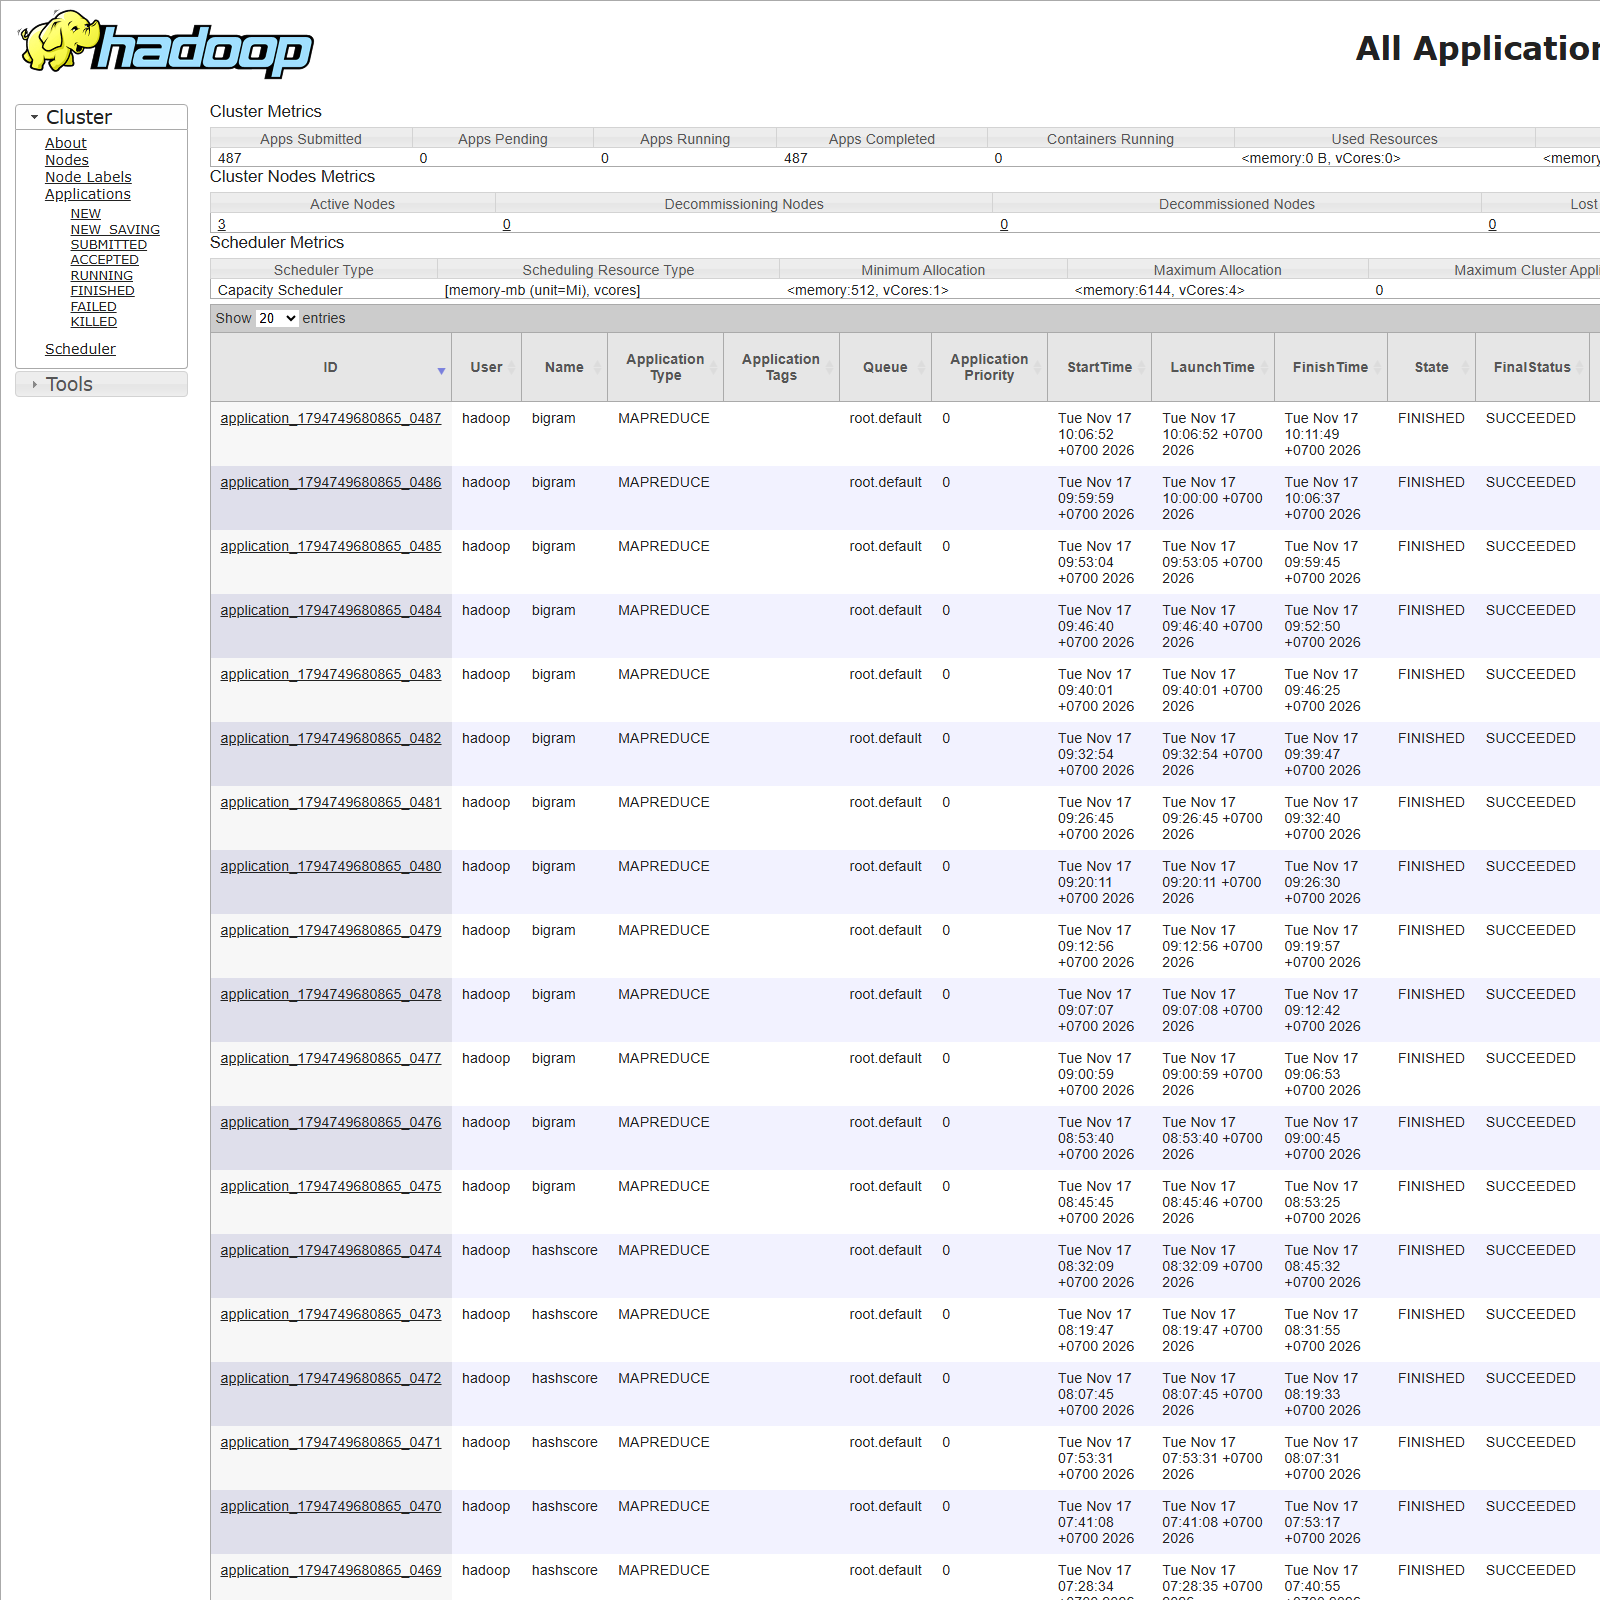 hadoop
All Application
Cluster
About
Nodes
Node Labels
Applications
NEW
NEW_SAVING
SUBMITTED
ACCEPTED
RUNNING
FINISHED
FAILED
KILLED
Scheduler
Tools
Cluster Metrics
Apps Submitted Apps Pending Apps Running Apps Completed Containers Running Used Resources
487 0 0 487 0 <memory:0 B, vCores:0> <memory
Cluster Nodes Metrics
Active Nodes Decommissioning Nodes Decommissioned Nodes Lost
3 0 0 0
Scheduler Metrics
Scheduler Type Scheduling Resource Type Minimum Allocation Maximum Allocation Maximum Cluster Appli
Capacity Scheduler [memory-mb (unit=Mi), vcores] <memory:512, vCores:1> <memory:6144, vCores:4> 0
Show 20 entries
ID User Name Application Type Application Tags Queue Application Priority StartTime LaunchTime FinishTime State FinalStatus
application_1794749680865_0487 hadoop bigram MAPREDUCE root.default 0 Tue Nov 17 Tue Nov 17 Tue Nov 17 FINISHED SUCCEEDED
10:06:52 10:06:52 +0700 10:11:49
+0700 2026 2026 +0700 2026
application_1794749680865_0486 hadoop bigram MAPREDUCE root.default 0 Tue Nov 17 Tue Nov 17 Tue Nov 17 FINISHED SUCCEEDED
09:59:59 10:00:00 +0700 10:06:37
+0700 2026 2026 +0700 2026
application_1794749680865_0485 hadoop bigram MAPREDUCE root.default 0 Tue Nov 17 Tue Nov 17 Tue Nov 17 FINISHED SUCCEEDED
09:53:04 09:53:05 +0700 09:59:45
+0700 2026 2026 +0700 2026
application_1794749680865_0484 hadoop bigram MAPREDUCE root.default 0 Tue Nov 17 Tue Nov 17 Tue Nov 17 FINISHED SUCCEEDED
09:46:40 09:46:40 +0700 09:52:50
+0700 2026 2026 +0700 2026
application_1794749680865_0483 hadoop bigram MAPREDUCE root.default 0 Tue Nov 17 Tue Nov 17 Tue Nov 17 FINISHED SUCCEEDED
09:40:01 09:40:01 +0700 09:46:25
+0700 2026 2026 +0700 2026
application_1794749680865_0482 hadoop bigram MAPREDUCE root.default 0 Tue Nov 17 Tue Nov 17 Tue Nov 17 FINISHED SUCCEEDED
09:32:54 09:32:54 +0700 09:39:47
+0700 2026 2026 +0700 2026
application_1794749680865_0481 hadoop bigram MAPREDUCE root.default 0 Tue Nov 17 Tue Nov 17 Tue Nov 17 FINISHED SUCCEEDED
09:26:45 09:26:45 +0700 09:32:40
+0700 2026 2026 +0700 2026
application_1794749680865_0480 hadoop bigram MAPREDUCE root.default 0 Tue Nov 17 Tue Nov 17 Tue Nov 17 FINISHED SUCCEEDED
09:20:11 09:20:11 +0700 09:26:30
+0700 2026 2026 +0700 2026
application_1794749680865_0479 hadoop bigram MAPREDUCE root.default 0 Tue Nov 17 Tue Nov 17 Tue Nov 17 FINISHED SUCCEEDED
09:12:56 09:12:56 +0700 09:19:57
+0700 2026 2026 +0700 2026
application_1794749680865_0478 hadoop bigram MAPREDUCE root.default 0 Tue Nov 17 Tue Nov 17 Tue Nov 17 FINISHED SUCCEEDED
09:07:07 09:07:08 +0700 09:12:42
+0700 2026 2026 +0700 2026
application_1794749680865_0477 hadoop bigram MAPREDUCE root.default 0 Tue Nov 17 Tue Nov 17 Tue Nov 17 FINISHED SUCCEEDED
09:00:59 09:00:59 +0700 09:06:53
+0700 2026 2026 +0700 2026
application_1794749680865_0476 hadoop bigram MAPREDUCE root.default 0 Tue Nov 17 Tue Nov 17 Tue Nov 17 FINISHED SUCCEEDED
08:53:40 08:53:40 +0700 09:00:45
+0700 2026 2026 +0700 2026
application_1794749680865_0475 hadoop bigram MAPREDUCE root.default 0 Tue Nov 17 Tue Nov 17 Tue Nov 17 FINISHED SUCCEEDED
08:45:45 08:45:46 +0700 08:53:25
+0700 2026 2026 +0700 2026
application_1794749680865_0474 hadoop hashscore MAPREDUCE root.default 0 Tue Nov 17 Tue Nov 17 Tue Nov 17 FINISHED SUCCEEDED
08:32:09 08:32:09 +0700 08:45:32
+0700 2026 2026 +0700 2026
application_1794749680865_0473 hadoop hashscore MAPREDUCE root.default 0 Tue Nov 17 Tue Nov 17 Tue Nov 17 FINISHED SUCCEEDED
08:19:47 08:19:47 +0700 08:31:55
+0700 2026 2026 +0700 2026
application_1794749680865_0472 hadoop hashscore MAPREDUCE root.default 0 Tue Nov 17 Tue Nov 17 Tue Nov 17 FINISHED SUCCEEDED
08:07:45 08:07:45 +0700 08:19:33
+0700 2026 2026 +0700 2026
application_1794749680865_0471 hadoop hashscore MAPREDUCE root.default 0 Tue Nov 17 Tue Nov 17 Tue Nov 17 FINISHED SUCCEEDED
07:53:31 07:53:31 +0700 08:07:31
+0700 2026 2026 +0700 2026
application_1794749680865_0470 hadoop hashscore MAPREDUCE root.default 0 Tue Nov 17 Tue Nov 17 Tue Nov 17 FINISHED SUCCEEDED
07:41:08 07:41:08 +0700 07:53:17
+0700 2026 2026 +0700 2026
application_1794749680865_0469 hadoop hashscore MAPREDUCE root.default 0 Tue Nov 17 Tue Nov 17 Tue Nov 17 FINISHED SUCCEEDED
07:28:34 07:28:35 +0700 07:40:55